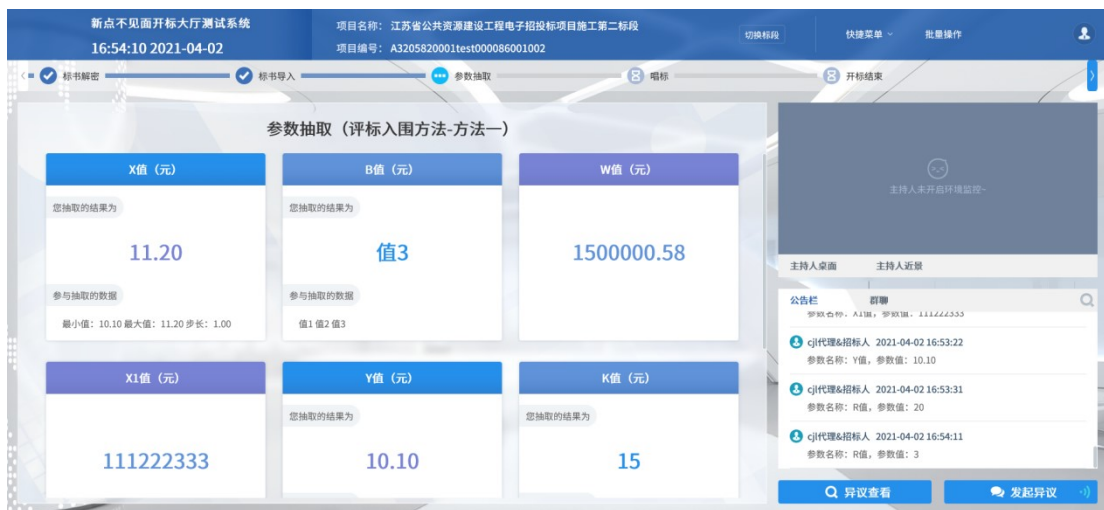 新点不见面开标大厅测试系统
16:54:10 2021-04-02
项目名称： 江苏省公共资源建设工程电子招投标项目施工第二标段
项目编号： A3205820001test000086001002
切换标段
快捷菜单
批量操作
标书解密
标书导入
参数抽取
唱标
开标结束
参数抽取（评标入围方法-方法一）
X值（元）
您抽取的结果为
11.20
参与抽取的数据
最小值：10.10 最大值：11.20 步长：1.00
B值（元）
您抽取的结果为
值3
参与抽取的数据
值1 值2 值3
W值（元）
1500000.58
X1值（元）
111222333
Y值（元）
您抽取的结果为
10.10
K值（元）
您抽取的结果为
15
主持人未开启环境监控~
主持人桌面
主持人近景
公告栏
群聊
参数名称：X1值，参数值：111222333
cjl代理&招标人 2021-04-02 16:53:22
参数名称：Y值，参数值：10.10
cjl代理&招标人 2021-04-02 16:53:31
参数名称：R值，参数值：20
cjl代理&招标人 2021-04-02 16:54:11
参数名称：R值，参数值：3
异议查看
发起异议